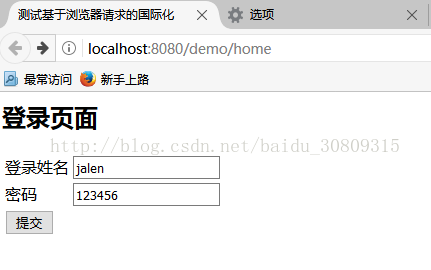 测试基于浏览器请求的国际化
选项
localhost:8080/demo/home
最常访问 新手上路
登录页面
http://blog.csdn.net/baidu_30809315
登录姓名 jalen
密码 123456
提交